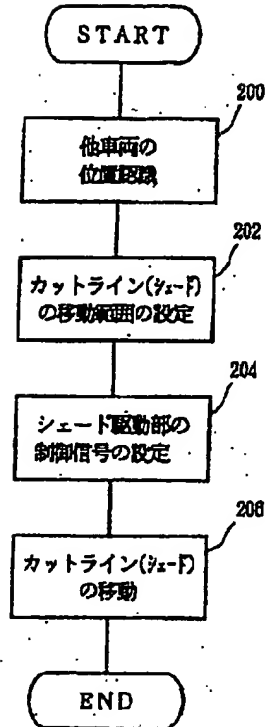 START
200
他車両の
位置認識
202
カットライン(シェード)
の移動範囲の設定
204
シェード駆動部の
制御信号の設定
206
カットライン(シェード)
の移動
END